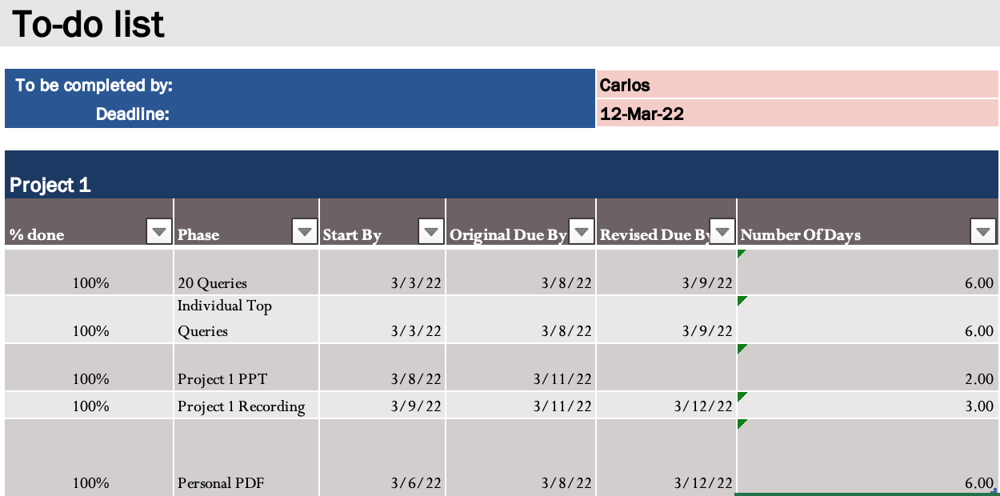 To-do list
To be completed by: Carlos
Deadline: 12-Mar-22
Project 1
% done Phase Start By Original Due By Revised Due By Number Of Days
100% 20 Queries 3/3/22 3/8/22 3/9/22 6.00
Individual Top
100% Queries 3/3/22 3/8/22 3/9/22 6.00
100% Project 1 PPT 3/8/22 3/11/22 2.00
100% Project 1 Recording 3/9/22 3/11/22 3/12/22 3.00
100% Personal PDF 3/6/22 3/8/22 3/12/22 6.00